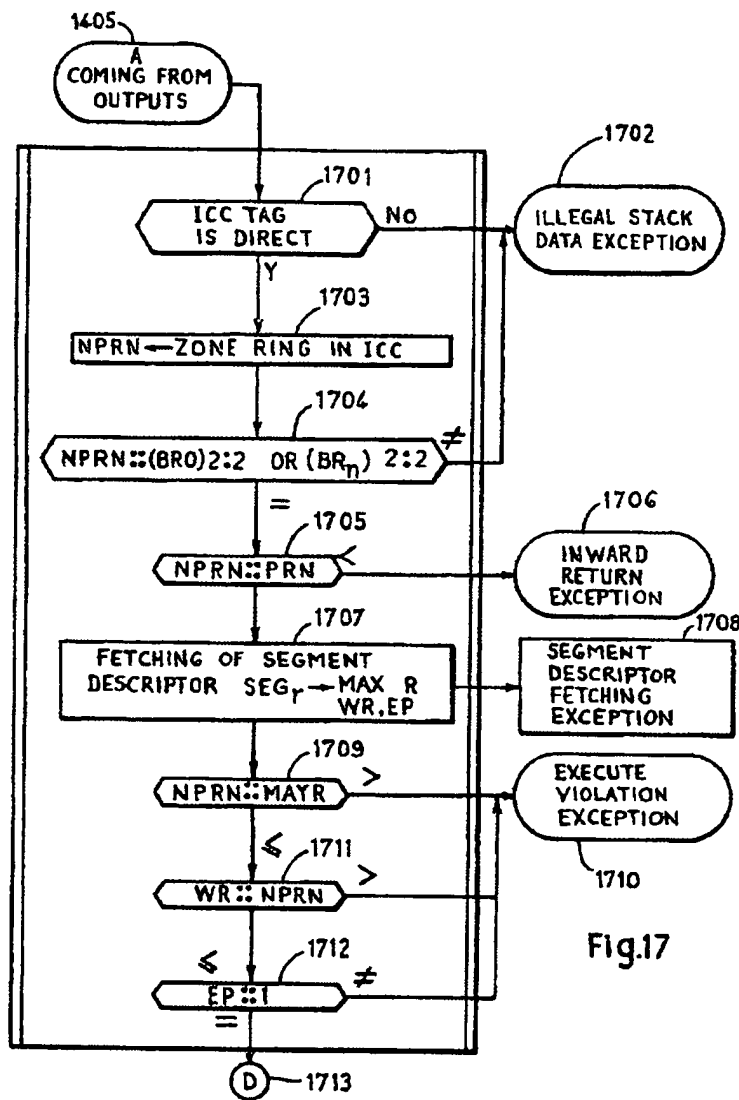 1405
A
COMING FROM
OUTPUTS
1701
ICC TAG
IS DIRECT
No
Y
1702
ILLEGAL STACK
DATA EXCEPTION
1703
NPRN ← ZONE RING IN ICC
1704
NPRN::(BRO)2:2 OR (BRn) 2:2
≠
=
1705
NPRN::PRN
<
1706
INWARD
RETURN
EXCEPTION
1707
FETCHING OF SEGMENT
DESCRIPTOR SEGr → MAX R
WR,EP
1708
SEGMENT
DESCRIPTOR
FETCHING
EXCEPTION
1709
NPRN::MAYR
>
≤
EXECUTE
VIOLATION
EXCEPTION
1710
1711
WR::NPRN
>
≤
1712
EP::1
≠
=
D
1713
Fig.17